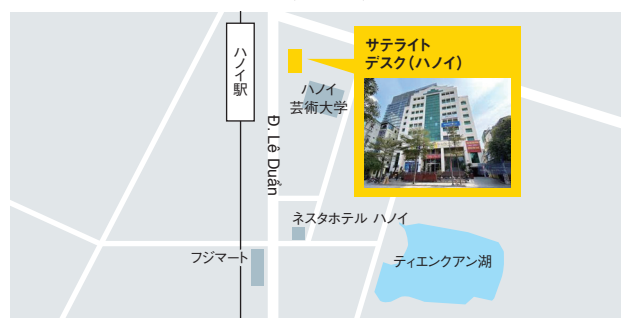 サテライト
デスク（ハノイ）
ハノイ駅
ハノイ
芸術大学
Đ. Lê Duẩn
ネスタホテル ハノイ
フジマート
ティエンクアン湖